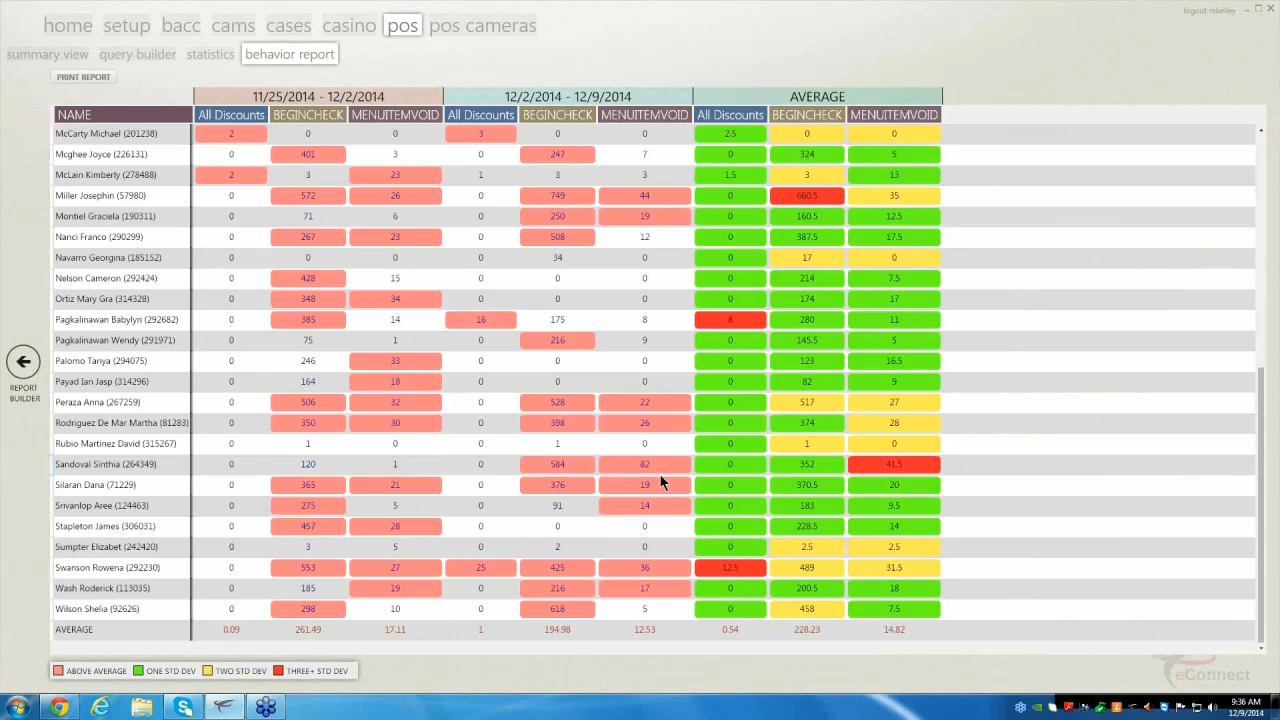 logout mkelley
home setup bacc cams cases casino pos pos cameras
summary view query builder statistics behavior report
PRINT REPORT
11/25/2014 - 12/2/2014 12/2/2014 - 12/9/2014 AVERAGE
NAME All Discounts BEGINCHECK MENUITEMVOID All Discounts BEGINCHECK MENUITEMVOID All Discounts BEGINCHECK MENUITEMVOID
McCarty Michael (201238) 2 0 0 3 0 0 2.5 0 0
Mcghee Joyce (226131) 0 401 3 0 247 7 0 324 5
McLain Kimberly (278488) 2 3 23 1 3 3 1.5 3 13
Miller Josephin (57980) 0 572 26 0 749 44 0 660.5 35
Montiel Graciela (190311) 0 71 6 0 250 19 0 160.5 12.5
Nanci Franco (290299) 0 267 23 0 508 12 0 387.5 17.5
Navarro Georgina (185152) 0 0 0 0 34 0 0 17 0
Nelson Cameron (292424) 0 428 15 0 0 0 0 214 7.5
Ortiz Mary Gra (314328) 0 348 34 0 0 0 0 174 17
Pagkalinawan Babylyn (292682) 0 385 14 16 175 8 8 280 11
Pagkalinawan Wendy (291971) 0 75 1 0 216 9 0 145.5 5
Palomo Tanya (294075) 0 246 33 0 0 0 0 123 16.5
Payad Ian Jasp (314296) 0 164 18 0 0 0 0 82 9
Peraza Anna (267259) 0 506 32 0 528 22 0 517 27
Rodriguez De Mar Martha (81283) 0 350 30 0 398 26 0 374 28
Rubio Martinez David (315267) 0 1 0 0 1 0 0 1 0
Sandoval Sinthia (264349) 0 120 1 0 584 82 0 352 41.5
Silaran Dana (71229) 0 365 21 0 376 19 0 370.5 20
Srivanlop Aree (124463) 0 275 5 0 91 14 0 183 9.5
Stapleton James (306031) 0 457 28 0 0 0 0 228.5 14
Sumpter Elizabet (242420) 0 3 5 0 2 0 0 2.5 2.5
Swanson Rowena (292230) 0 553 27 25 425 36 12.5 489 31.5
Wash Roderick (113035) 0 185 19 0 216 17 0 200.5 18
Wilson Shelia (92626) 0 298 10 0 618 5 0 458 7.5
AVERAGE 0.09 261.49 17.11 1 194.98 12.53 0.54 228.23 14.82
REPORT
BUILDER
ABOVE AVERAGE ONE STD DEV TWO STD DEV THREE+ STD DEV
eConnect
9:36 AM
12/9/2014